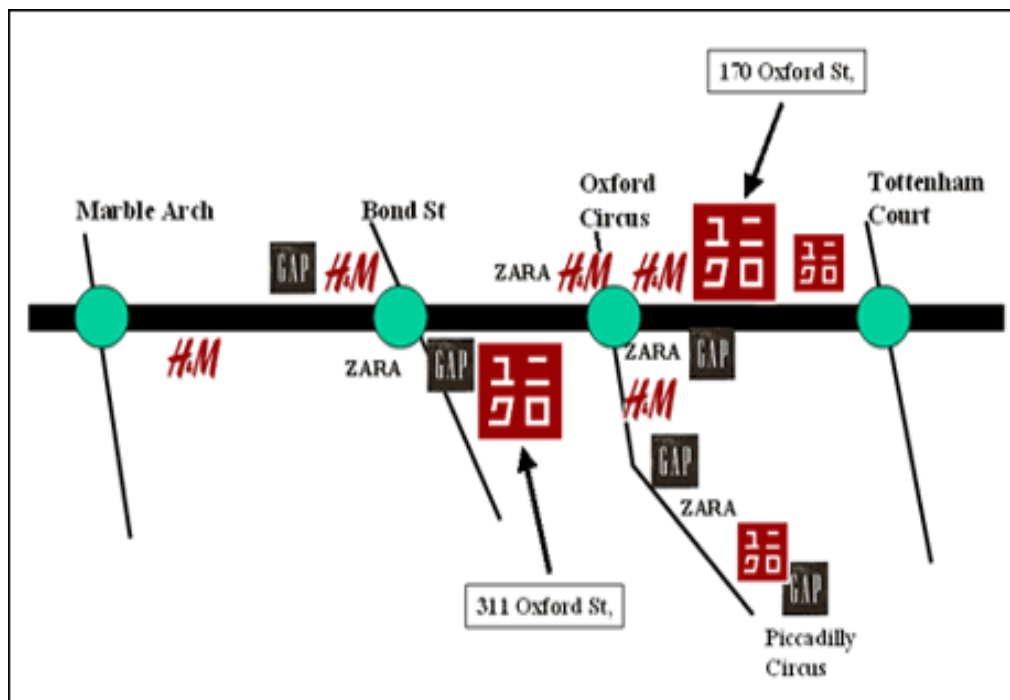 170 Oxford St,
Marble Arch
Bond St
Oxford
Circus
Tottenham
Court
GAP
H&M
ZARA
H&M
H&M
ユニ
クロ
ユニ
クロ
H&M
ZARA
GAP
ユニ
クロ
ZARA
GAP
H&M
GAP
ZARA
ユニ
クロ
GAP
311 Oxford St,
Piccadilly
Circus